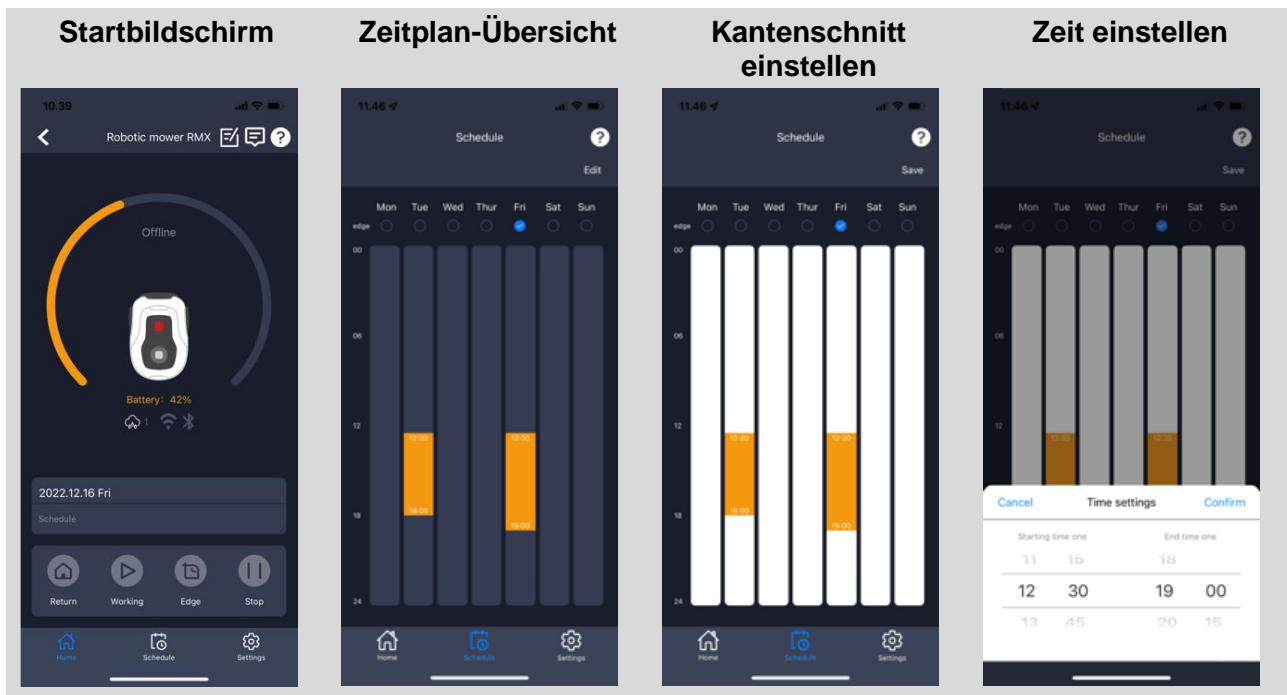 Startbildschirm
Zeitplan-Übersicht
Kantenschnitt
einstellen
Zeit einstellen
10.39
Robotic mower RMX
?
Offline
Battery: 42%
1
2022.12.16 Fri
Schedule
Return Working Edge Stop
Home Schedule Settings
11.46
Schedule
?
Edit
Mon Tue Wed Thur Fri Sat Sun
edge
00
06
12
12:30 12:30
18:00
18
19:00
24
Home Schedule Settings
11.46
Schedule
?
Save
Mon Tue Wed Thur Fri Sat Sun
edge
00
06
12
12:30 12:30
18:00
18
19:00
24
Home Schedule Settings
11.46
Schedule
?
Save
Mon Tue Wed Thur Fri Sat Sun
edge
00
06
12
12:30 12:30
Cancel Time settings Confirm
Starting time one End time one
11 15 18
12 30 19 00
13 45 20 15